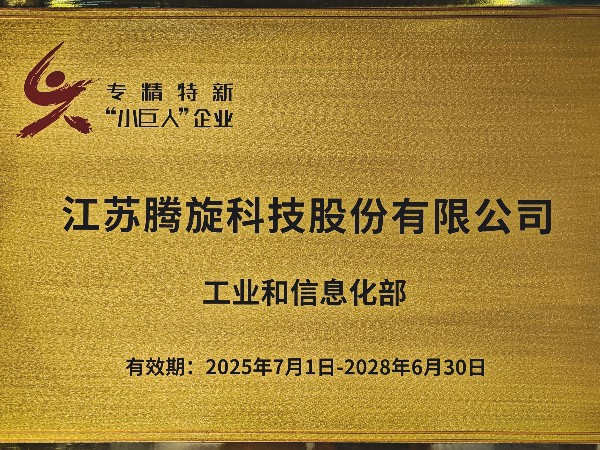 专精特新
“小巨人”企业
江苏腾旋科技股份有限公司
工业和信息化部
有效期：2025年7月1日-2028年6月30日